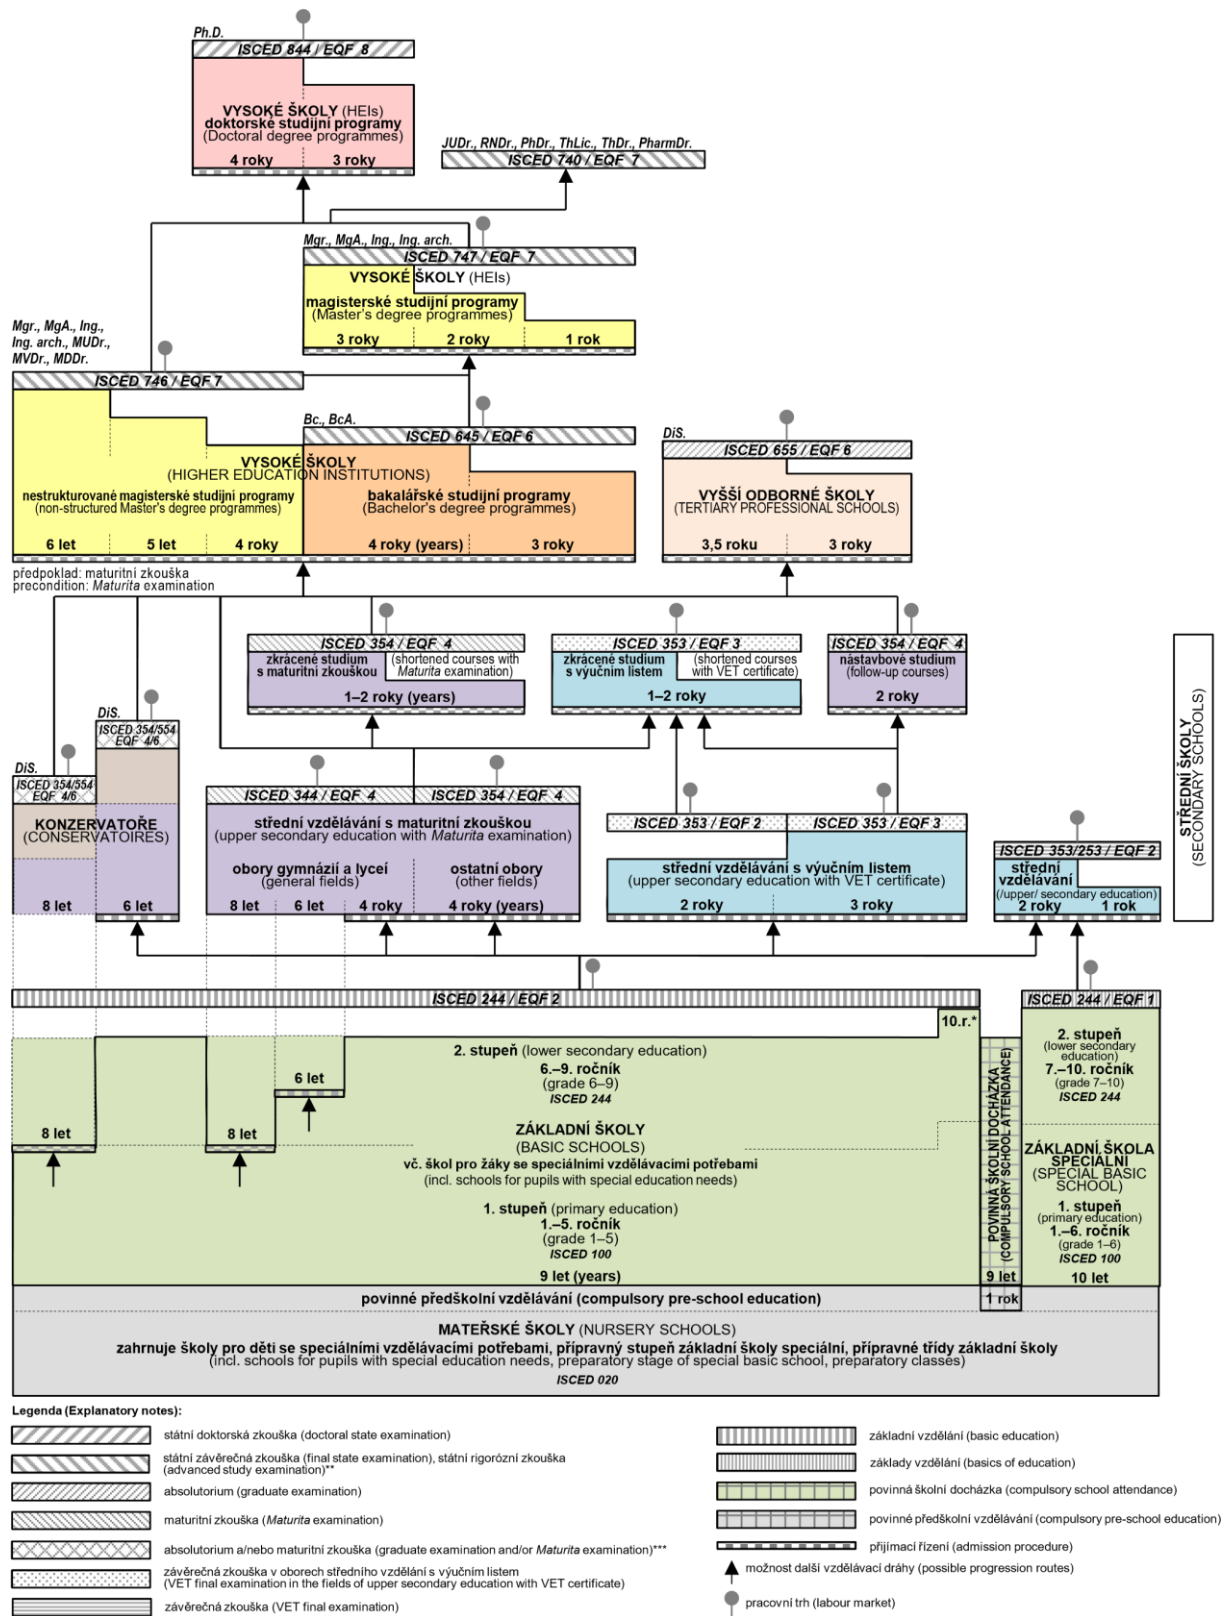 Ph.D.
ISCED 844 / EQF 8
VYSOKÉ ŠKOLY (HEIs)
doktorské studijní programy
(Doctoral degree programmes)
4 roky
3 roky
JUDr., RNDr., PhDr., ThLic., ThDr., PharmDr.
ISCED 740 / EQF 7
Mgr., MgA., Ing., Ing. arch.
ISCED 747 / EQF 7
VYSOKÉ ŠKOLY (HEIs)
magisterské studijní programy
(Master's degree programmes)
3 roky
2 roky
1 rok
Mgr., MgA., Ing.,
Ing. arch., MUDr.,
MVDr., MDDr.
ISCED 746 / EQF 7
Bc., BcA.
ISCED 645 / EQF 6
VYSOKÉ ŠKOLY
(HIGHER EDUCATION INSTITUTIONS)
nestrukturované magisterské studijní programy
(non-structured Master's degree programmes)
6 let
5 let
4 roky
bakalářské studijní programy
(Bachelor's degree programmes)
4 roky (years)
3 roky
DiS.
ISCED 655 / EQF 6
VYŠŠÍ ODBORNÉ ŠKOLY
(TERTIARY PROFESSIONAL SCHOOLS)
3,5 roku
3 roky
předpoklad: maturitní zkouška
precondition: Maturita examination
ISCED 354 / EQF 4
zkrácené studium
s maturitní zkouškou
(shortened courses with
Maturita examination)
1–2 roky (years)
ISCED 353 / EQF 3
zkrácené studium
s výučním listem
(shortened courses
with VET certificate)
1–2 roky
ISCED 354 / EQF 4
nástavbové studium
(follow-up courses)
2 roky
STŘEDNÍ ŠKOLY
(SECONDARY SCHOOLS)
DiS.
ISCED 354/554
EQF 4/6
DiS.
ISCED 354/554
EQF 4/6
KONZERVATOŘE
(CONSERVATOIRES)
8 let
6 let
ISCED 344 / EQF 4
ISCED 354 / EQF 4
střední vzdělávání s maturitní zkouškou
(upper secondary education with Maturita examination)
obory gymnázií a lyceí
(general fields)
ostatní obory
(other fields)
8 let
6 let
4 roky
4 roky (years)
ISCED 353 / EQF 2
ISCED 353 / EQF 3
střední vzdělávání s výučním listem
(upper secondary education with VET certificate)
2 roky
3 roky
ISCED 353/253 / EQF 2
střední
vzdělávání
(/upper/ secondary education)
2 roky
1 rok
ISCED 244 / EQF 2
ISCED 244 / EQF 1
10.r.*
2. stupeň (lower secondary education)
6.–9. ročník
(grade 6–9)
ISCED 244
6 let
8 let
8 let
ZÁKLADNÍ ŠKOLY
(BASIC SCHOOLS)
vč. škol pro žáky se speciálními vzdělávacími potřebami
(incl. schools for pupils with special education needs)
1. stupeň (primary education)
1.–5. ročník
(grade 1–5)
ISCED 100
9 let (years)
POVINNÁ ŠKOLNÍ DOCHÁZKA
(COMPULSORY SCHOOL ATTENDANCE)
9 let
1 rok
2. stupeň
(lower secondary
education)
7.–10. ročník
(grade 7–10)
ISCED 244
ZÁKLADNÍ ŠKOLA
SPECIÁLNÍ
(SPECIAL BASIC
SCHOOL)
1. stupeň
(primary education)
1.–6. ročník
(grade 1–6)
ISCED 100
10 let
povinné předškolní vzdělávání (compulsory pre-school education)
MATEŘSKÉ ŠKOLY (NURSERY SCHOOLS)
zahrnuje školy pro děti se speciálními vzdělávacími potřebami, přípravný stupeň základní školy speciální, přípravné třídy základní školy
(incl. schools for pupils with special education needs, preparatory stage of special basic school, preparatory classes)
ISCED 020
Legenda (Explanatory notes):
státní doktorská zkouška (doctoral state examination)
státní závěrečná zkouška (final state examination), státní rigorózní zkouška
(advanced study examination)**
absolutorium (graduate examination)
maturitní zkouška (Maturita examination)
absolutorium a/nebo maturitní zkouška (graduate examination and/or Maturita examination)***
závěrečná zkouška v oborech středního vzdělání s výučním listem
(VET final examination in the fields of upper secondary education with VET certificate)
závěrečná zkouška (VET final examination)
základní vzdělání (basic education)
základy vzdělání (basics of education)
povinná školní docházka (compulsory school attendance)
povinné předškolní vzdělávání (compulsory pre-school education)
přijímací řízení (admission procedure)
možnost další vzdělávací dráhy (possible progression routes)
pracovní trh (labour market)